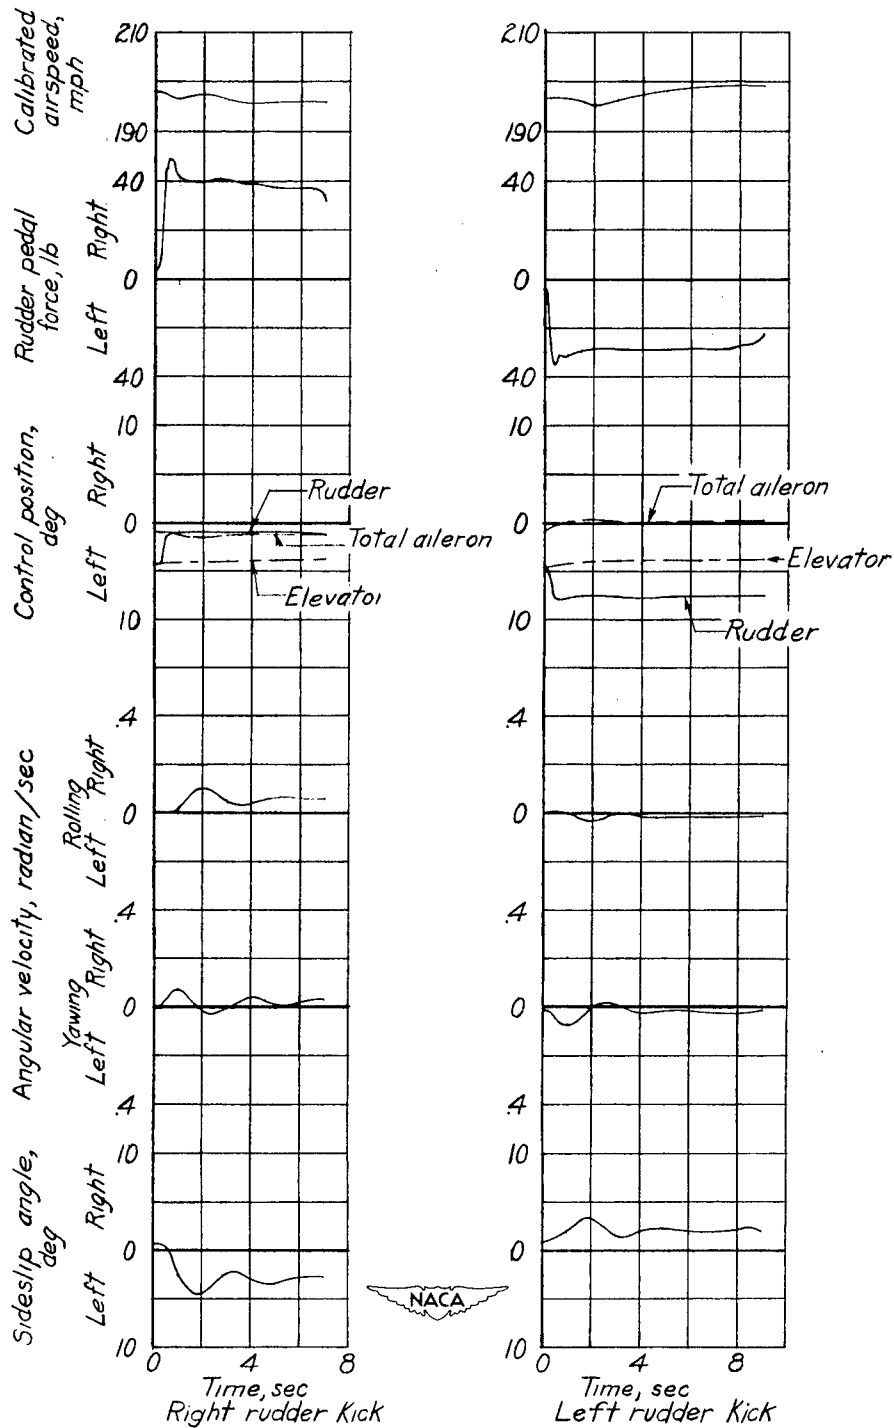 Calibrated
airspeed,
mph
210
190
Rudder pedal
force, lb
Left Right
40
0
40
Control position,
deg
Left Right
10
0
10
Rudder
Total aileron
Elevator
Angular velocity, radian/sec
Rolling
Left Right
.4
0
Yawing
Left Right
.4
0
.4
Sideslip angle,
deg
Left Right
10
0
10
0 4 8
Time, sec
Right rudder Kick
210
190
40
0
40
10
0
10
Total aileron
Elevator
Rudder
.4
0
.4
0
.4
10
0
10
0 4 8
Time, sec
Left rudder Kick
NACA